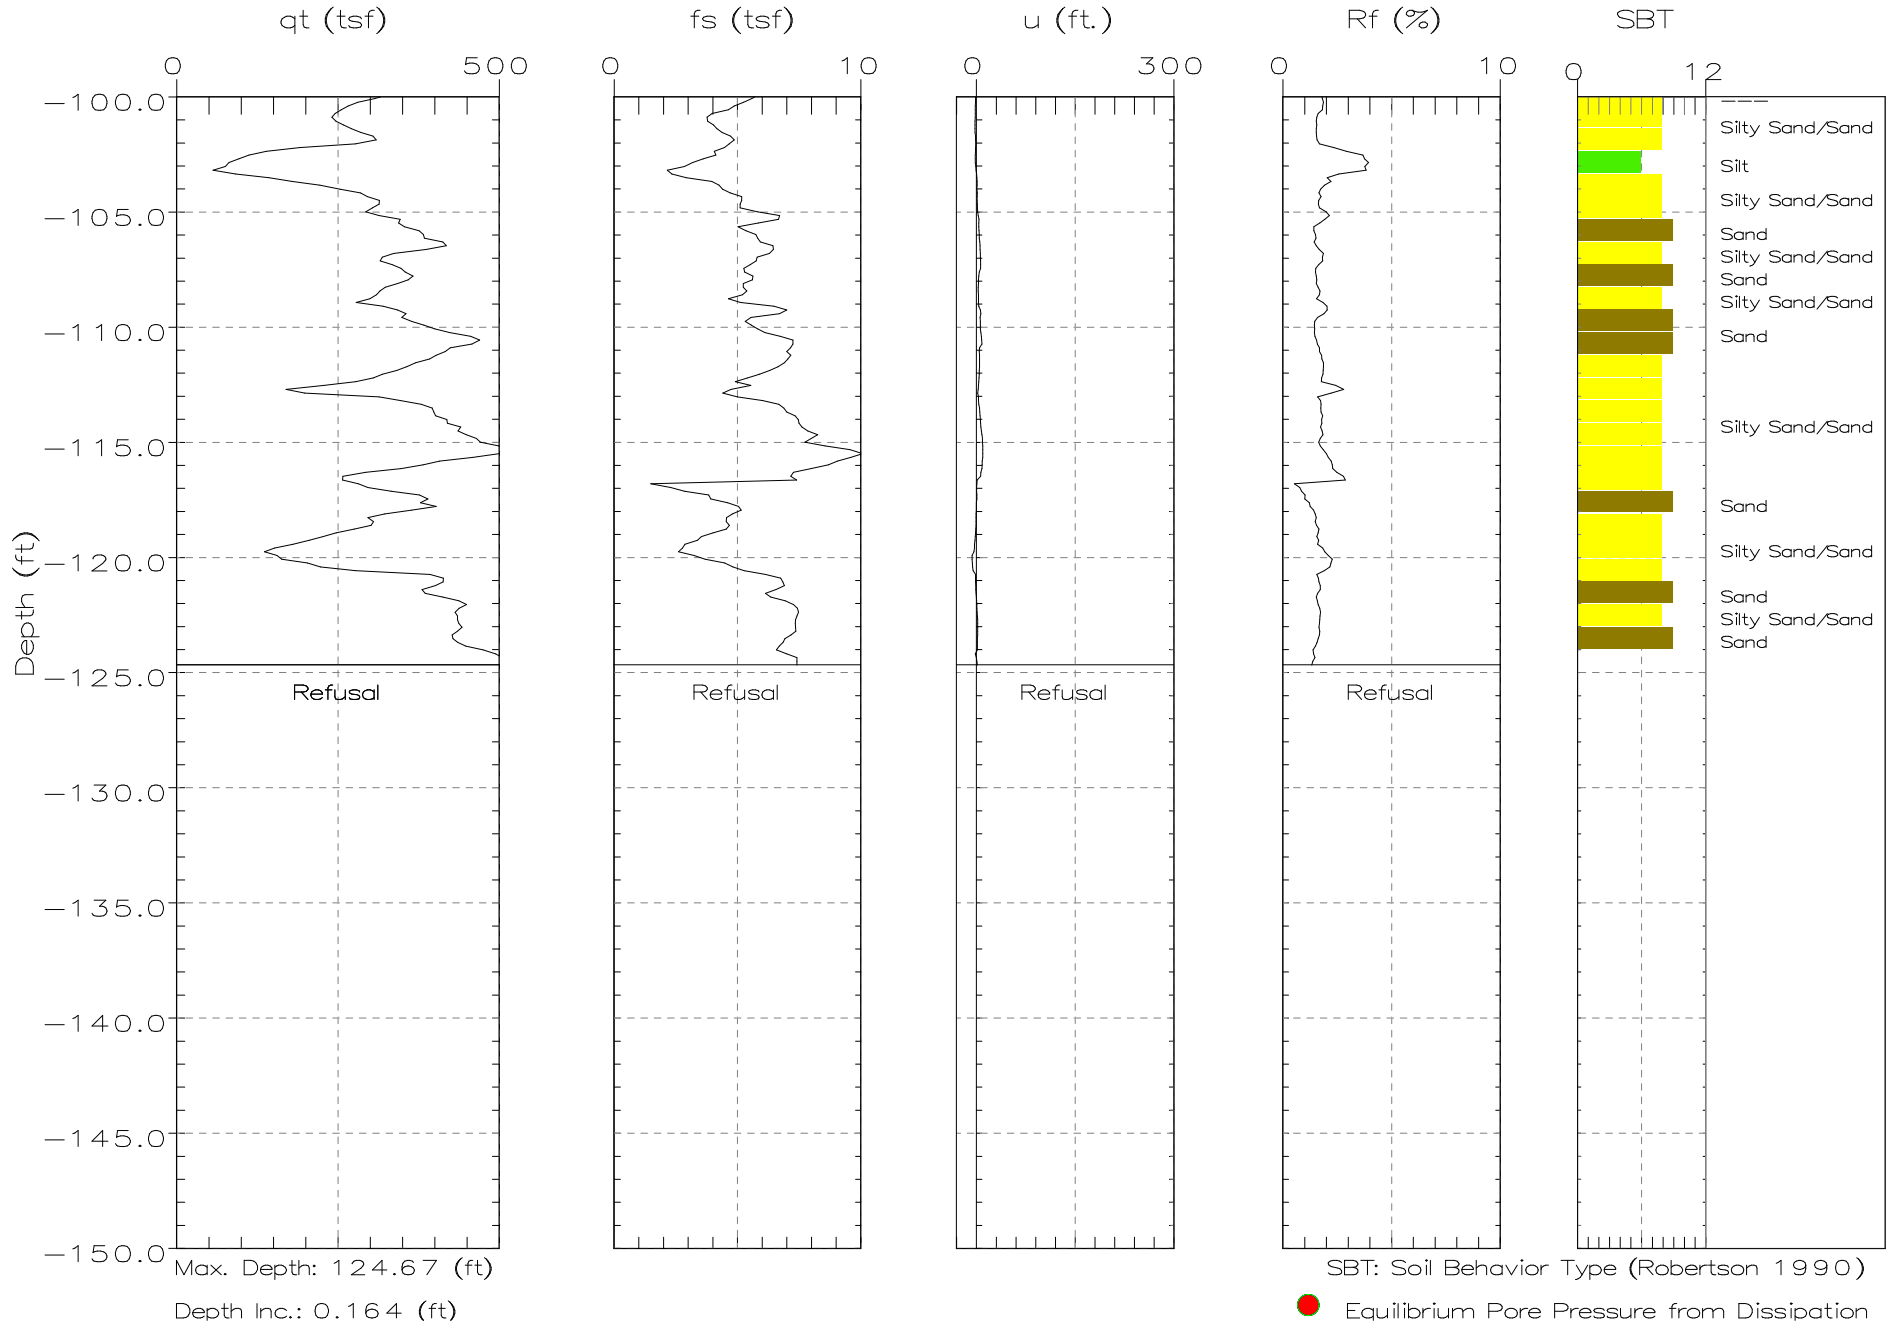 qt (tsf) fs (tsf) u (ft.) Rf (%) SBT
0 500 0 10 0 300 0 10 0 12
-100.0
---
Silty Sand/Sand
Silt
Silty Sand/Sand
-105.0
Sand
Silty Sand/Sand
Sand
Silty Sand/Sand
-110.0
Sand
Silty Sand/Sand
-115.0
Sand
Silty Sand/Sand
-120.0
Sand
Silty Sand/Sand
Sand
Depth (ft)
-125.0
Refusal Refusal Refusal Refusal
-130.0
-135.0
-140.0
-145.0
-150.0
Max. Depth: 124.67 (ft) SBT: Soil Behavior Type (Robertson 1990)
Depth Inc.: 0.164 (ft) Equilibrium Pore Pressure from Dissipation